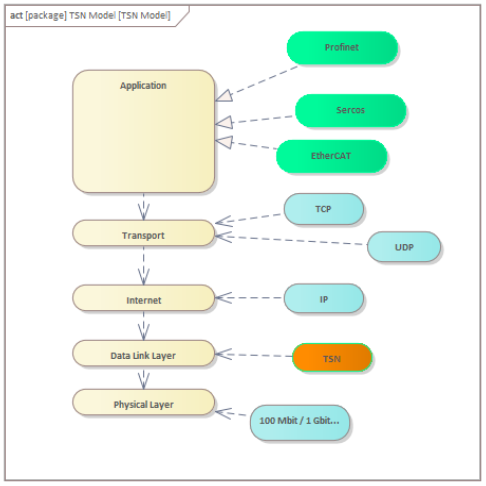 act [package] TSN Model [TSN Model]
Profinet
Application
Sercos
EtherCAT
TCP
Transport
UDP
Internet
IP
Data Link Layer
TSN
Physical Layer
100 Mbit / 1 Gbit...